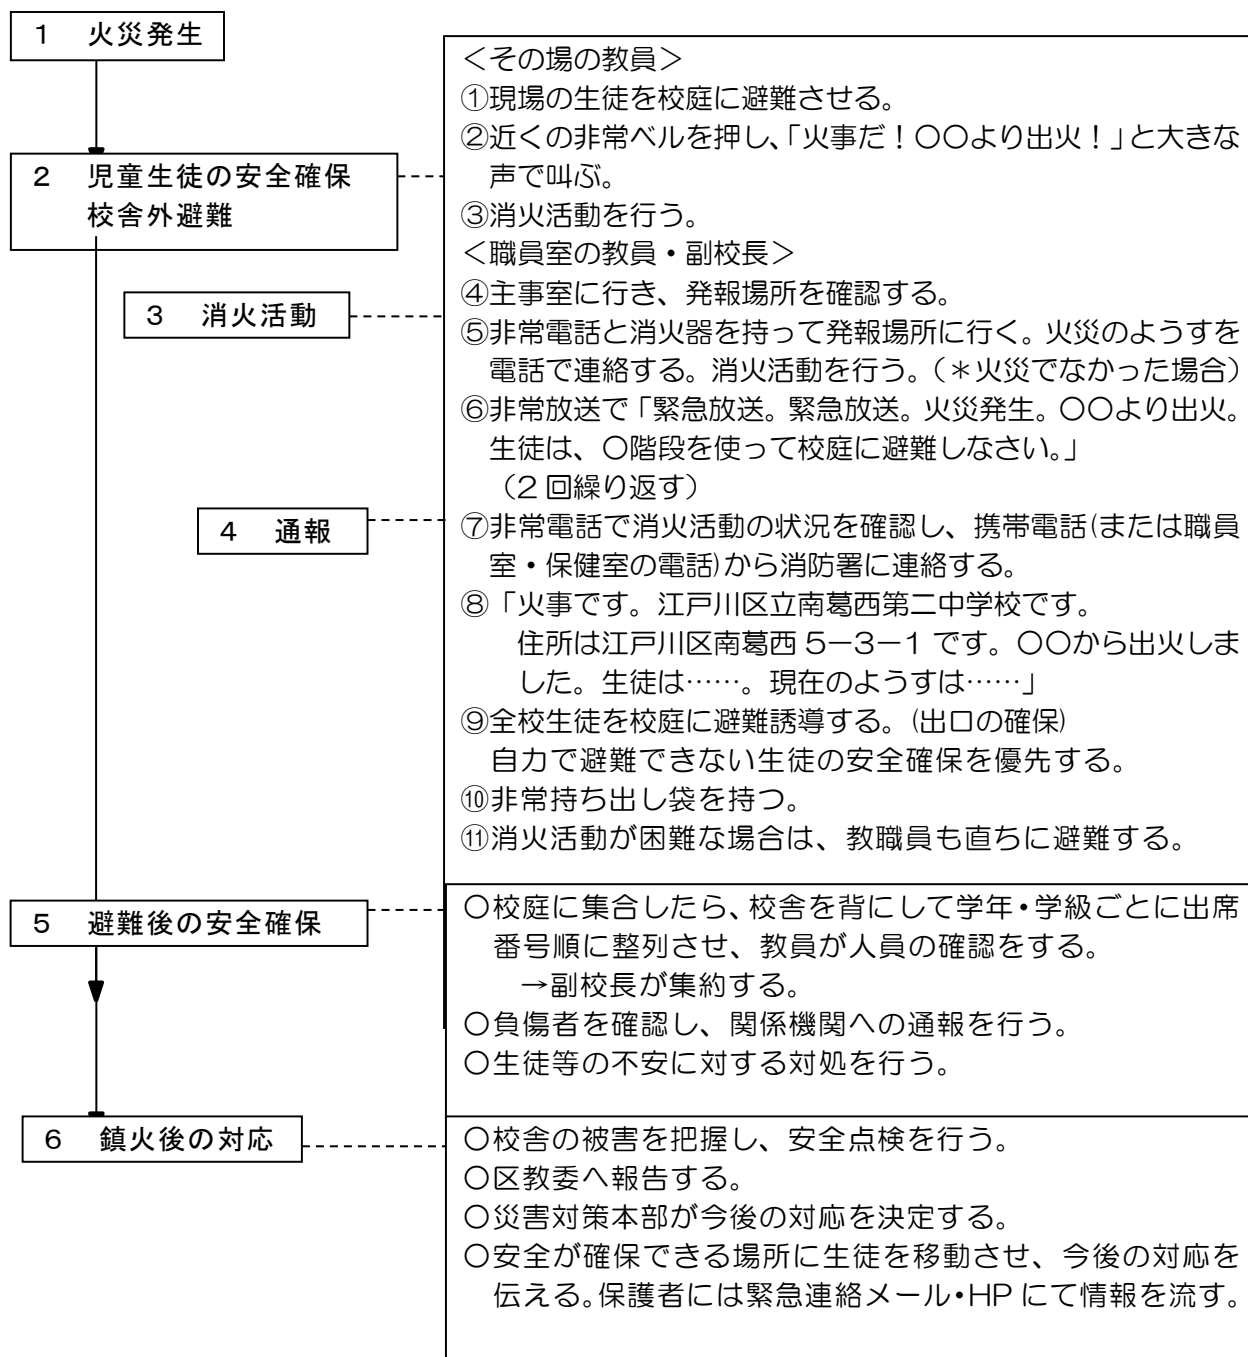 １　火災発生
２　児童生徒の安全確保
校舎外避難
３　消火活動
４　通報
５　避難後の安全確保
６　鎮火後の対応
＜その場の教員＞
①現場の生徒を校庭に避難させる。
②近くの非常ベルを押し、「火事だ！〇〇より出火！」と大きな
声で叫ぶ。
③消火活動を行う。
＜職員室の教員・副校長＞
④主事室に行き、発報場所を確認する。
⑤非常電話と消火器を持って発報場所に行く。火災のようすを
電話で連絡する。消火活動を行う。（＊火災でなかった場合）
⑥非常放送で「緊急放送。緊急放送。火災発生。〇〇より出火。
生徒は、〇階段を使って校庭に避難しなさい。」
（2 回繰り返す）
⑦非常電話で消火活動の状況を確認し、携帯電話(または職員
室・保健室の電話)から消防署に連絡する。
⑧「火事です。江戸川区立南葛西第二中学校です。
住所は江戸川区南葛西 5－3－1 です。〇〇から出火しま
した。生徒は……。現在のようすは……」
⑨全校生徒を校庭に避難誘導する。(出口の確保)
自力で避難できない生徒の安全確保を優先する。
⑩非常持ち出し袋を持つ。
⑪消火活動が困難な場合は、教職員も直ちに避難する。
〇校庭に集合したら、校舎を背にして学年・学級ごとに出席
番号順に整列させ、教員が人員の確認をする。
→副校長が集約する。
〇負傷者を確認し、関係機関への通報を行う。
〇生徒等の不安に対する対処を行う。
〇校舎の被害を把握し、安全点検を行う。
〇区教委へ報告する。
〇災害対策本部が今後の対応を決定する。
〇安全が確保できる場所に生徒を移動させ、今後の対応を
伝える。保護者には緊急連絡メール・HP にて情報を流す。